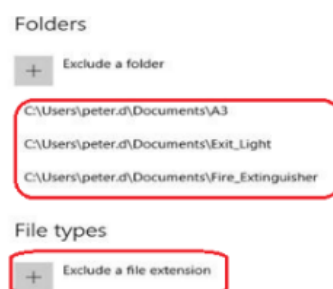 Folders
+ Exclude a folder
C:\Users\peter.d\Documents\A3
C:\Users\peter.d\Documents\Exit_Light
C:\Users\peter.d\Documents\Fire_Extinguisher
File types
+ Exclude a file extension